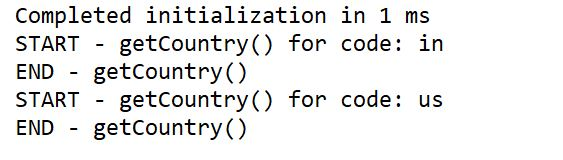 Completed initialization in 1 ms
START - getCountry() for code: in
END - getCountry()
START - getCountry() for code: us
END - getCountry()